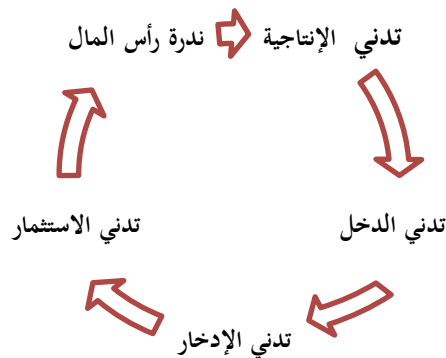 تدني الإنتاجية
ندرة رأس المال
تدني الدخل
تدني الاستثمار
تدني الإدخار